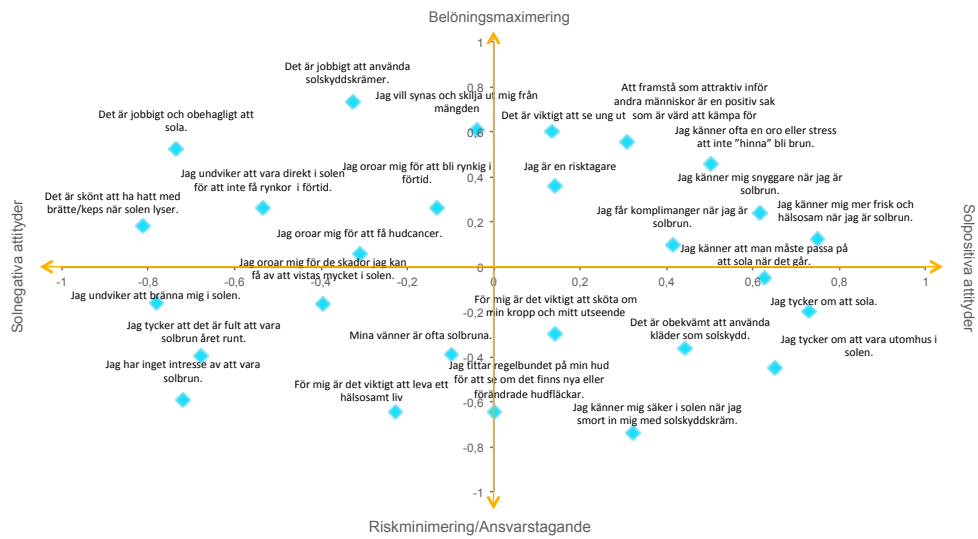 Belöningsmaximering
1
Det är jobbigt att använda
solskyddskrämer.
0,8
Jag vill synas och skilja ut mig från
mängden
Att framstå som attraktiv inför
andra människor är en positiv sak
som är värd att kämpa för
Det är jobbigt och obehagligt att
sola.
0,6
Det är viktigt att se ung ut
Jag känner ofta en oro eller stress
att inte ”hinna” bli brun.
Jag undviker att vara direkt i solen
för att inte få rynkor i förtid.
Jag oroar mig för att bli rynkig i
förtid.
0,4
Jag är en risktagare
Jag känner mig snyggare när jag är
solbrun.
Det är skönt att ha hatt med
brätte/keps när solen lyser.
0,2
Jag får komplimanger när jag är
solbrun.
Jag känner mig mer frisk och
hälsosam när jag är solbrun.
Jag oroar mig för att få hudcancer.
Jag känner att man måste passa på
att sola när det går.
Jag oroar mig för de skador jag kan
få av att vistas mycket i solen.
Solnegativa attityder
Solpositiva attityder
-1
-0,8
-0,6
-0,4
-0,2
0
0
0,2
0,4
0,6
0,8
1
Jag undviker att bränna mig i solen.
-0,2
För mig är det viktigt att sköta om
min kropp och mitt utseende
Jag tycker om att sola.
Jag tycker att det är fult att vara
solbrun året runt.
Mina vänner är ofta solbruna.
Det är obekvämt att använda
kläder som solskydd.
Jag tycker om att vara utomhus i
solen.
-0,4
Jag har inget intresse av att vara
solbrun.
Jag tittar regelbundet på min hud
för att se om det finns nya eller
förändrade hudfläckar.
För mig är det viktigt att leva ett
hälsosamt liv
-0,6
Jag känner mig säker i solen när jag
smort in mig med solskyddskräm.
-0,8
-1
Riskminimering/Ansvarstagande